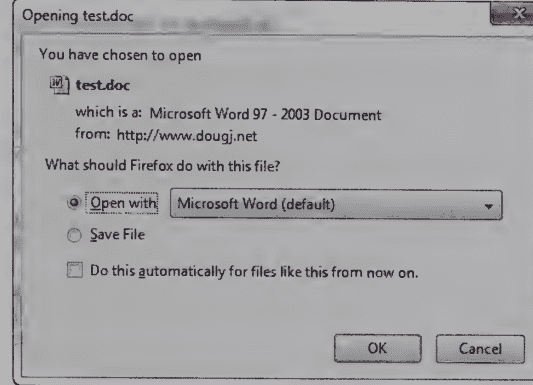 Opening test.doc
You have chosen to open
test.doc
which is a: Microsoft Word 97 - 2003 Document
from: http://www.dougj.net
What should Firefox do with this file?
Open with Microsoft Word (default)
Save File
Do this automatically for files like this from now on.
OK Cancel